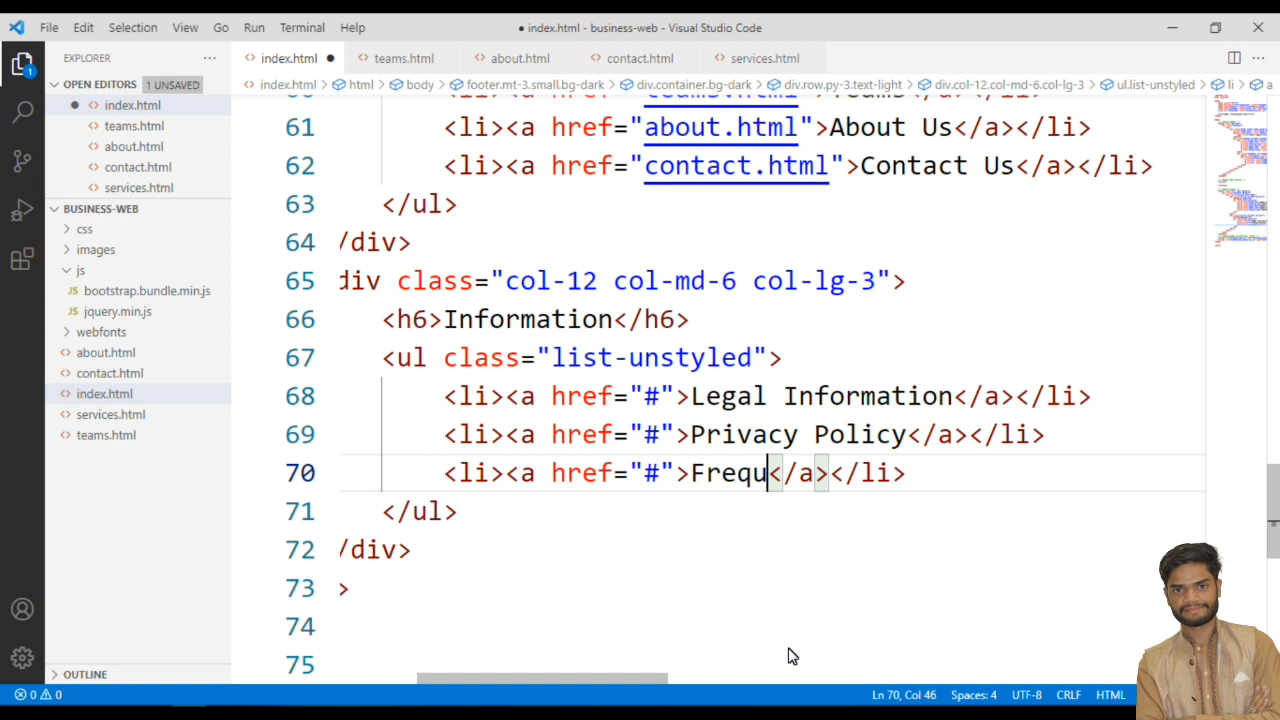 File Edit Selection View Go Run Terminal Help
● index.html - business-web - Visual Studio Code
EXPLORER ...
index.html ● teams.html about.html contact.html services.html ...
OPEN EDITORS 1 UNSAVED
index.html > html > body > footer.mt-3.small.bg-dark > div.container.bg-dark > div.row.py-3.text-light > div.col-12.col-md-6.col-lg-3 > ul.list-unstyled > li > a
1
● index.html
teams.html
about.html
contact.html
services.html
BUSINESS-WEB
css
images
js
bootstrap.bundle.min.js
jquery.min.js
webfonts
about.html
contact.html
index.html
services.html
teams.html
OUTLINE
60 <li><a href="teams.html">Teams</a></li>
61 <li><a href="about.html">About Us</a></li>
62 <li><a href="contact.html">Contact Us</a></li>
63 </ul>
64 /div>
65 div class="col-12 col-md-6 col-lg-3">
66 <h6>Information</h6>
67 <ul class="list-unstyled">
68 <li><a href="#">Legal Information</a></li>
69 <li><a href="#">Privacy Policy</a></li>
70 <li><a href="#">Frequ</a></li>
71 </ul>
72 /div>
73 >
74
75
0 0 Ln 70, Col 46 Spaces: 4 UTF-8 CRLF HTML